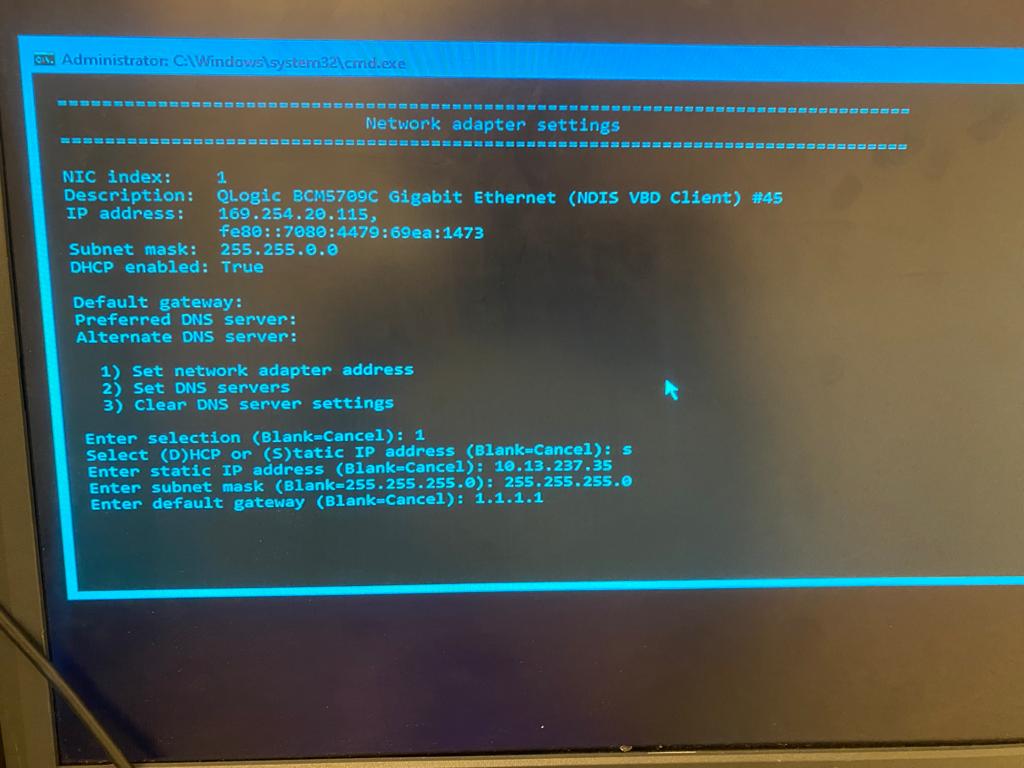 Administrator: C:\Windows\system32\cmd.exe
================================================================================
Network adapter settings
================================================================================
NIC index: 1
Description: QLogic BCM5709C Gigabit Ethernet (NDIS VBD Client) #45
IP address: 169.254.20.115,
fe80::7080:4479:69ea:1473
Subnet mask: 255.255.0.0
DHCP enabled: True
Default gateway:
Preferred DNS server:
Alternate DNS server:
1) Set network adapter address
2) Set DNS servers
3) Clear DNS server settings
Enter selection (Blank=Cancel): 1
Select (D)HCP or (S)tatic IP address (Blank=Cancel): s
Enter static IP address (Blank=Cancel): 10.13.237.35
Enter subnet mask (Blank=255.255.255.0): 255.255.255.0
Enter default gateway (Blank=Cancel): 1.1.1.1